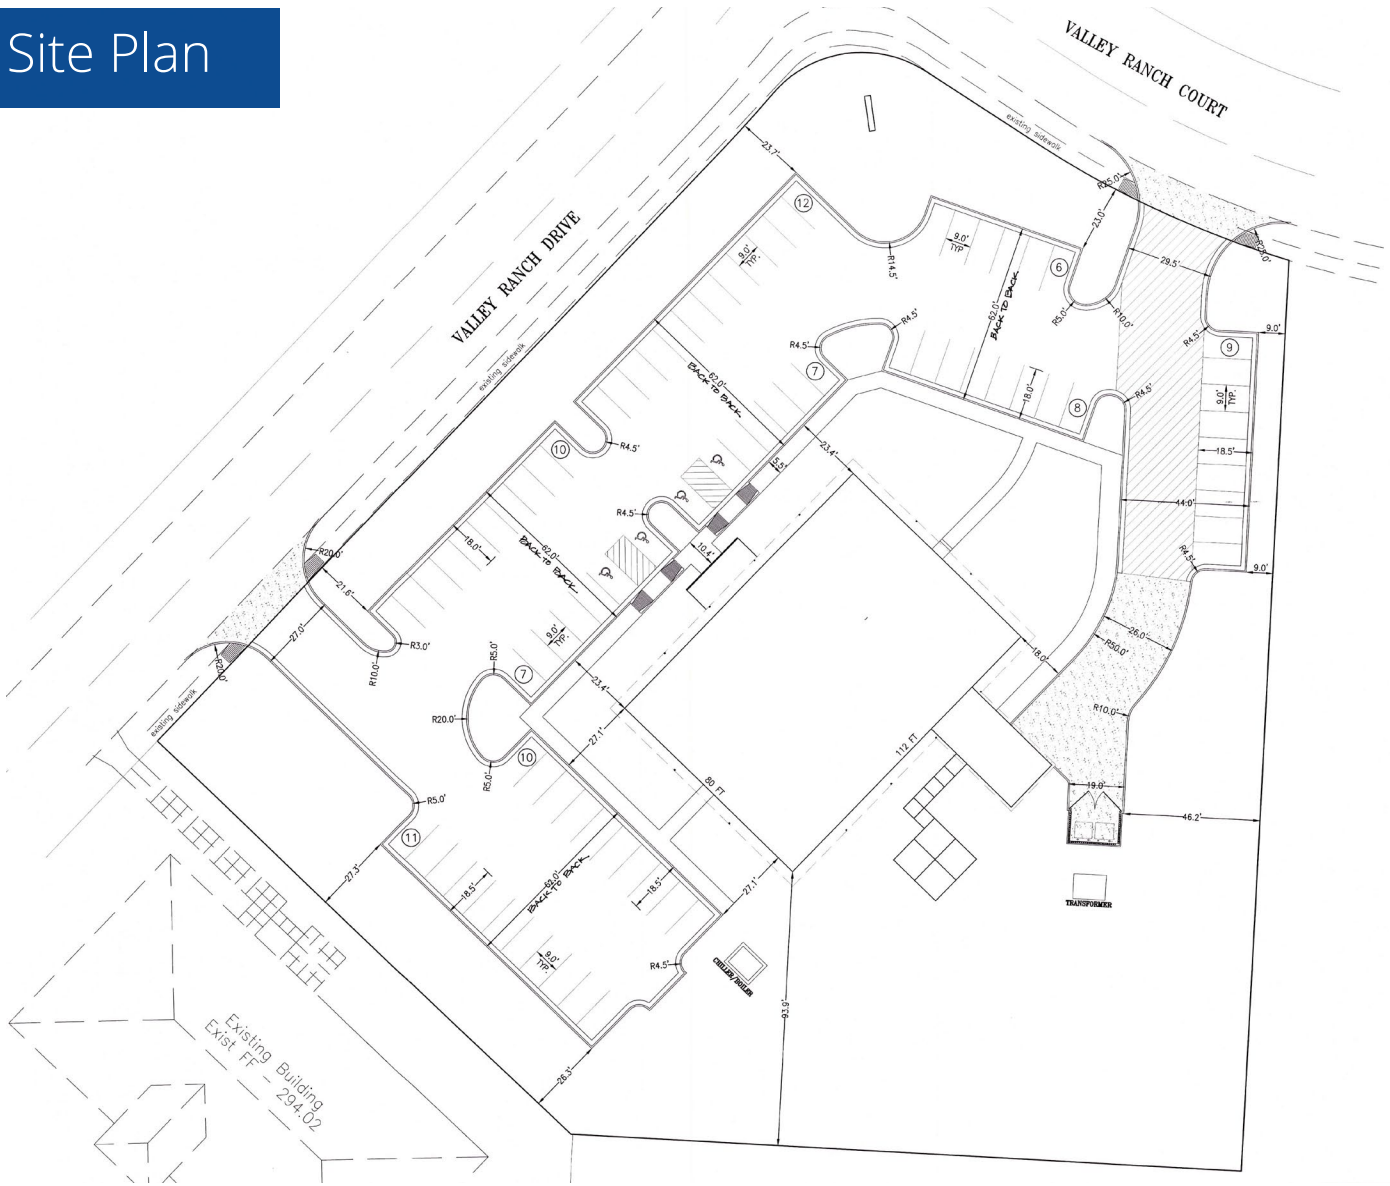 Site Plan
VALLEY RANCH COURT
existing sidewalk
23.7'
R25.0'
23.0'
12
9.0'
TYP.
R14.5'
9.0'
TYP
6
62.0'
BACK TO BACK
R5.0'
R10.0'
29.5'
R25.0'
VALLEY RANCH DRIVE
existing sidewalk
R4.5'
R4.5'
7
62.0'
BACK TO BACK
R4.5'
9.0'
9
9.0'
TYP.
18.0'
8
R4.5'
18.5'
10
R4.5'
5.5'
23.4'
44.0'
R4.5'
10.4'
18.0'
62.0'
BACK TO BACK
R4.5'
9.0'
R20.0'
21.6'
27.0'
R3.0'
R10.0'
R20.0'
existing sidewalk
9.0'
TYP.
R5.0'
7
23.4'
R20.0'
27.1'
R5.0'
10
26.0'
R50.0'
18.0'
R10.0'
112 FT
80 FT
R5.0'
11
19.0'
46.2'
27.3'
18.5'
62.0'
BACK TO BACK
18.5'
27.1'
9.0'
TYP.
R4.5'
CHILLER/BOILER
TRANSFORMER
93.9'
26.3'
Existing Building
Exist FF - 294.02